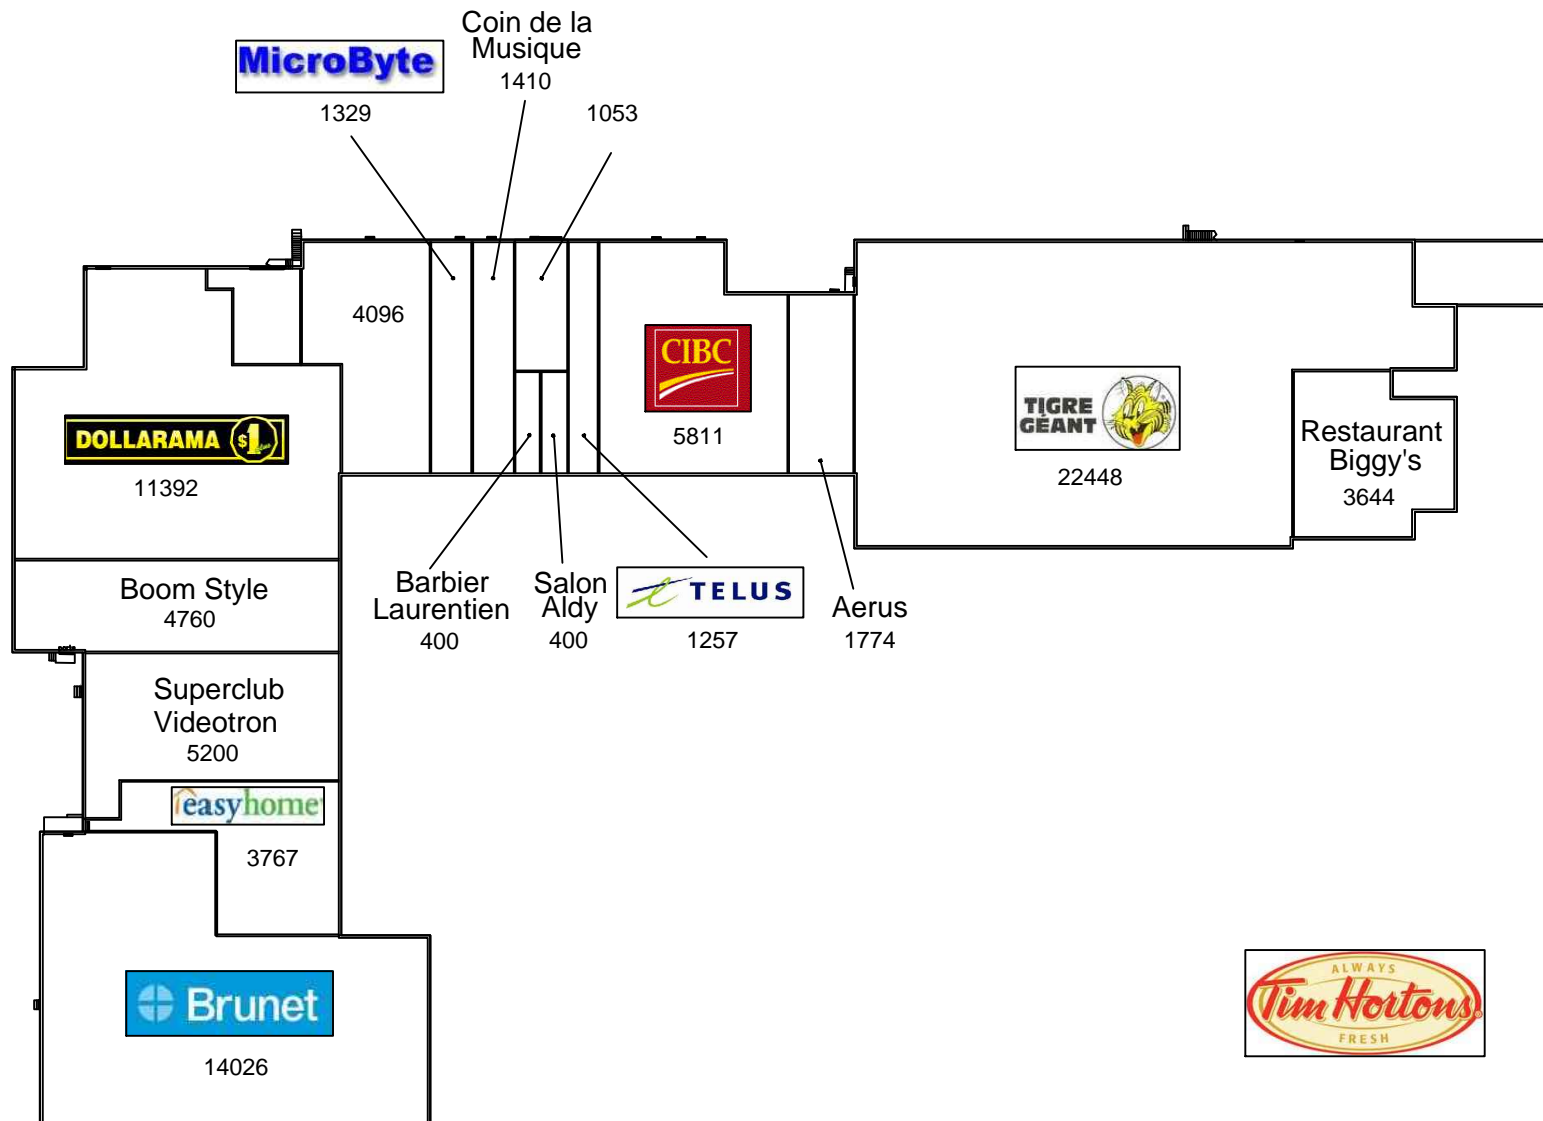 Coin de la
Musique
1410
MicroByte
1329
1053
4096
CIBC
5811
DOLLARAMA $1
11392
TIGRE
GÉANT
22448
Restaurant
Biggy's
3644
Boom Style
4760
Barbier
Laurentien
400
Salon
Aldy
400
TELUS
1257
Aerus
1774
Superclub
Videotron
5200
easyhome
3767
Brunet
14026
ALWAYS
Tim Hortons
FRESH